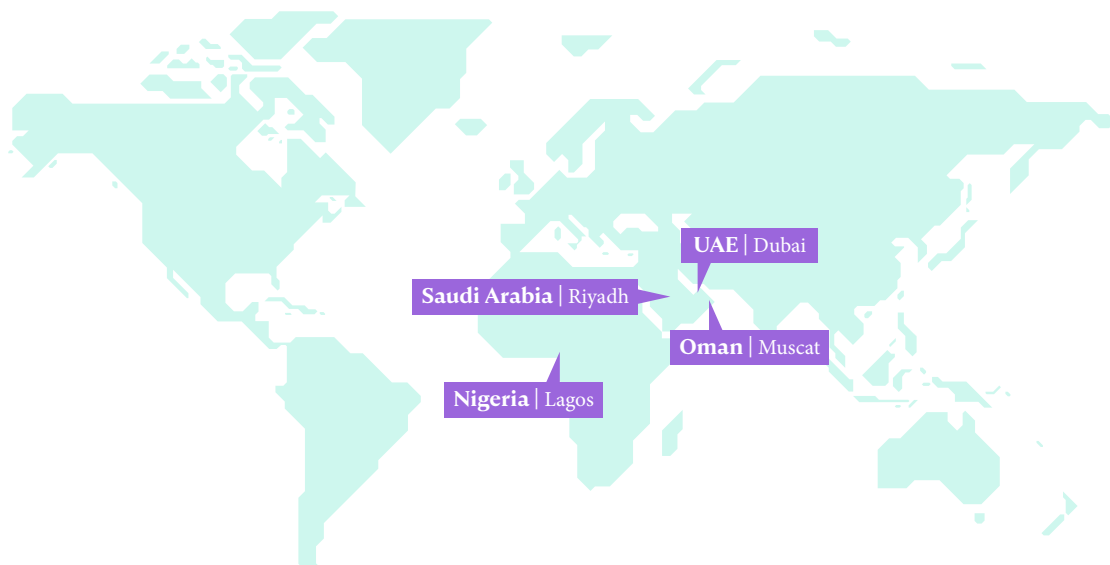 UAE | Dubai
Saudi Arabia | Riyadh
Oman | Muscat
Nigeria | Lagos